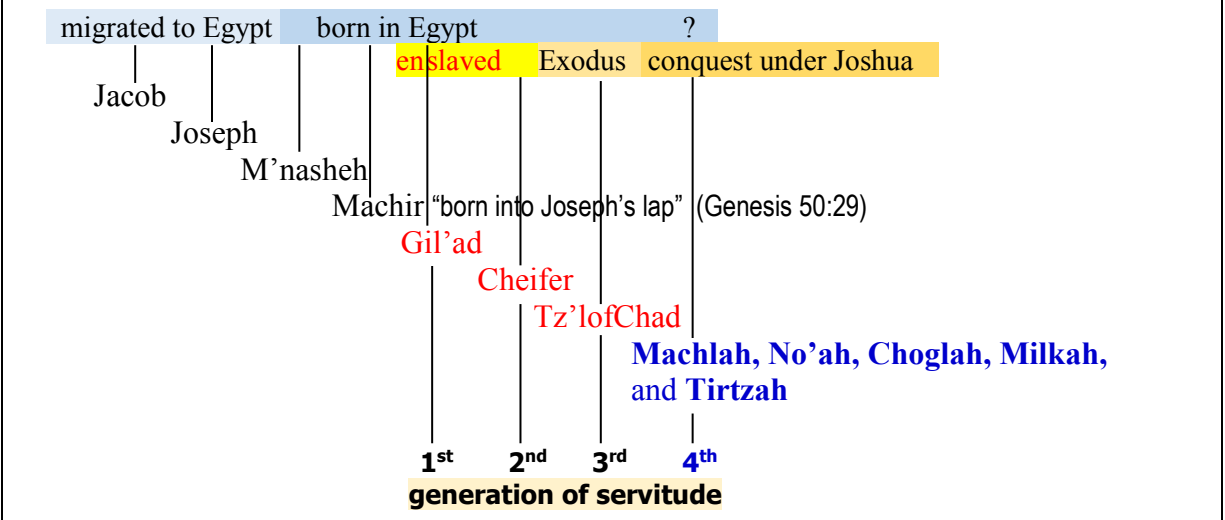 migrated to Egypt born in Egypt ?
enslaved Exodus conquest under Joshua
Jacob
Joseph
M’nasheh
Machir “born into Joseph’s lap” (Genesis 50:29)
Gil’ad
Cheifer
Tz’lofChad
Machlah, No’ah, Choglah, Milkah,
and Tirtzah
1st 2nd 3rd 4th
generation of servitude